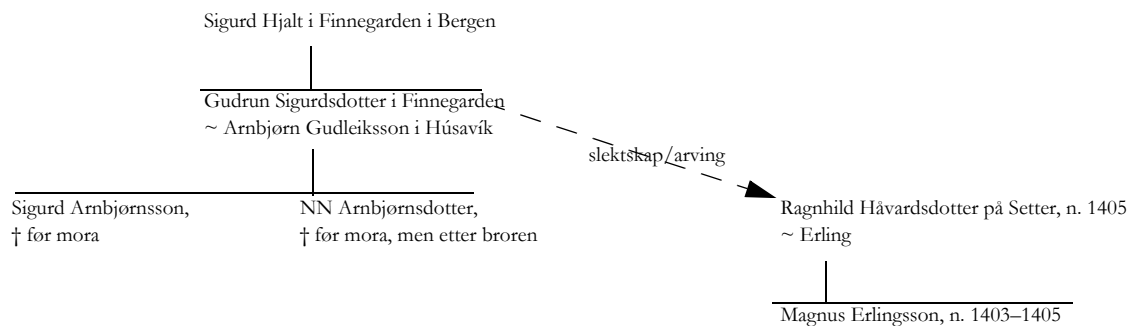 Sigurd Hjalt i Finnegarden i Bergen
Gudrun Sigurdsdotter i Finnegarden
~ Arnbjørn Gudleiksson i Húsavík
slektskap/arving
Sigurd Arnbjørnsson,
† før mora
NN Arnbjørnsdotter,
† før mora, men etter broren
Ragnhild Håvardsdotter på Setter, n. 1405
~ Erling
Magnus Erlingsson, n. 1403–1405